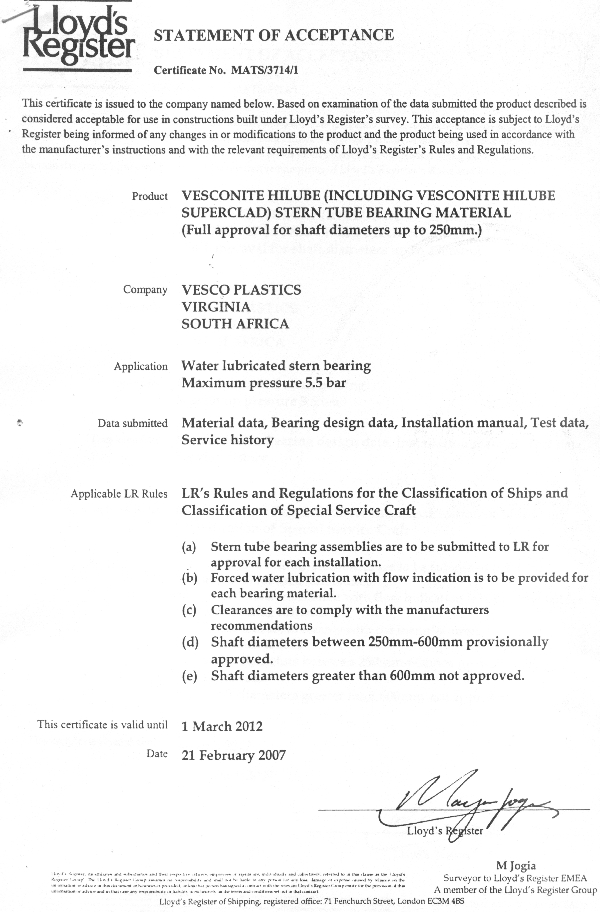 Lloyd's
Register
STATEMENT OF ACCEPTANCE
Certificate No. MATS/3714/1
This certificate is issued to the company named below. Based on examination of the data submitted the product described is
considered acceptable for use in constructions built under Lloyd's Register's survey. This acceptance is subject to Lloyd's
Register being informed of any changes in or modifications to the product and the product being used in accordance with
the manufacturer's instructions and with the relevant requirements of Lloyd's Register's Rules and Regulations.
Product VESCONITE HILUBE (INCLUDING VESCONITE HILUBE
SUPERCLAD) STERN TUBE BEARING MATERIAL
(Full approval for shaft diameters up to 250mm.)
Company VESCO PLASTICS
VIRGINIA
SOUTH AFRICA
Application Water lubricated stern bearing
Maximum pressure 5.5 bar
Data submitted Material data, Bearing design data, Installation manual, Test data,
Service history
Applicable LR Rules LR's Rules and Regulations for the Classification of Ships and
Classification of Special Service Craft
(a) Stern tube bearing assemblies are to be submitted to LR for
approval for each installation.
(b) Forced water lubrication with flow indication is to be provided for
each bearing material.
(c) Clearances are to comply with the manufacturers
recommendations
(d) Shaft diameters between 250mm-600mm provisionally
approved.
(e) Shaft diameters greater than 600mm not approved.
This certificate is valid until 1 March 2012
Date 21 February 2007
Lloyd's Register
M Jogia
Surveyor to Lloyd's Register EMEA
A member of the Lloyd's Register Group
Lloyd's Register of Shipping, registered office: 71 Fenchurch Street, London EC3M 4BS